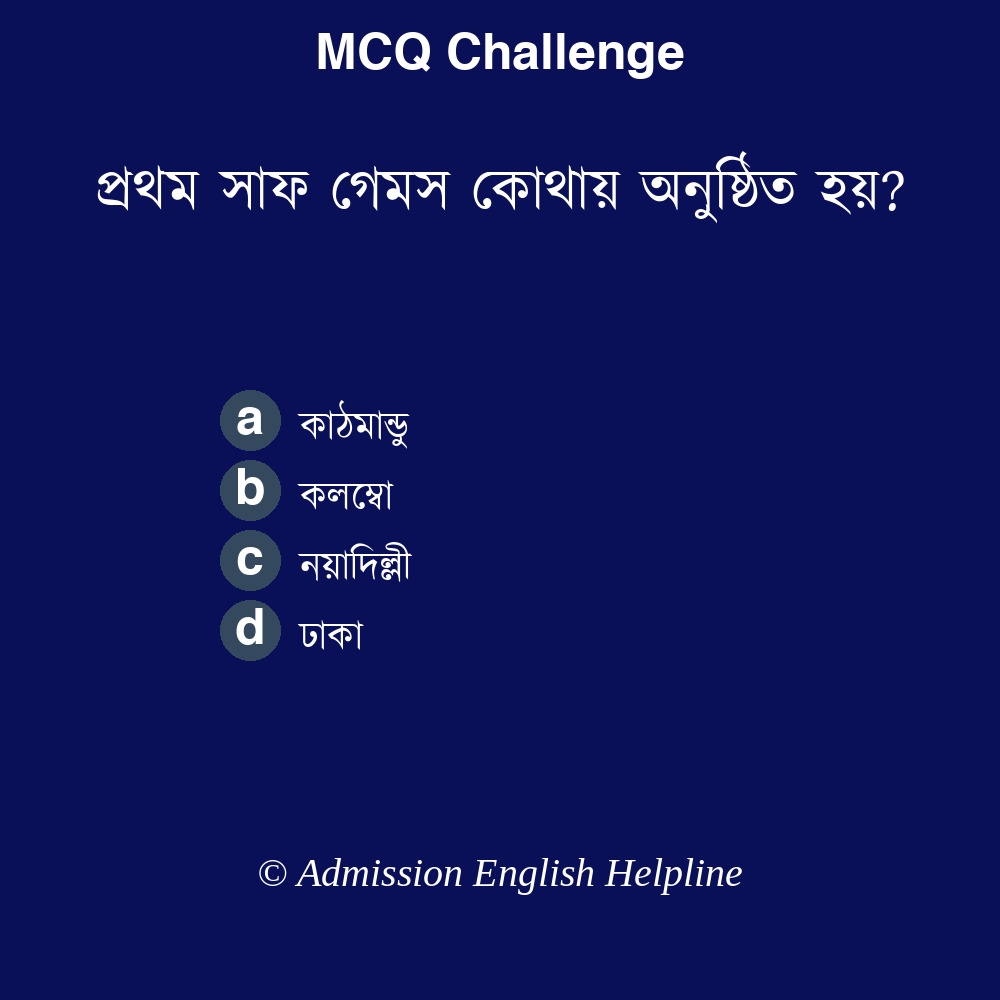 MCQ Challenge
প্রথম সাফ গেমস কোথায় অনুষ্ঠিত হয়?
a কাঠমান্ডু
b কলম্বো
c নয়াদিল্লী
d ঢাকা
© Admission English Helpline